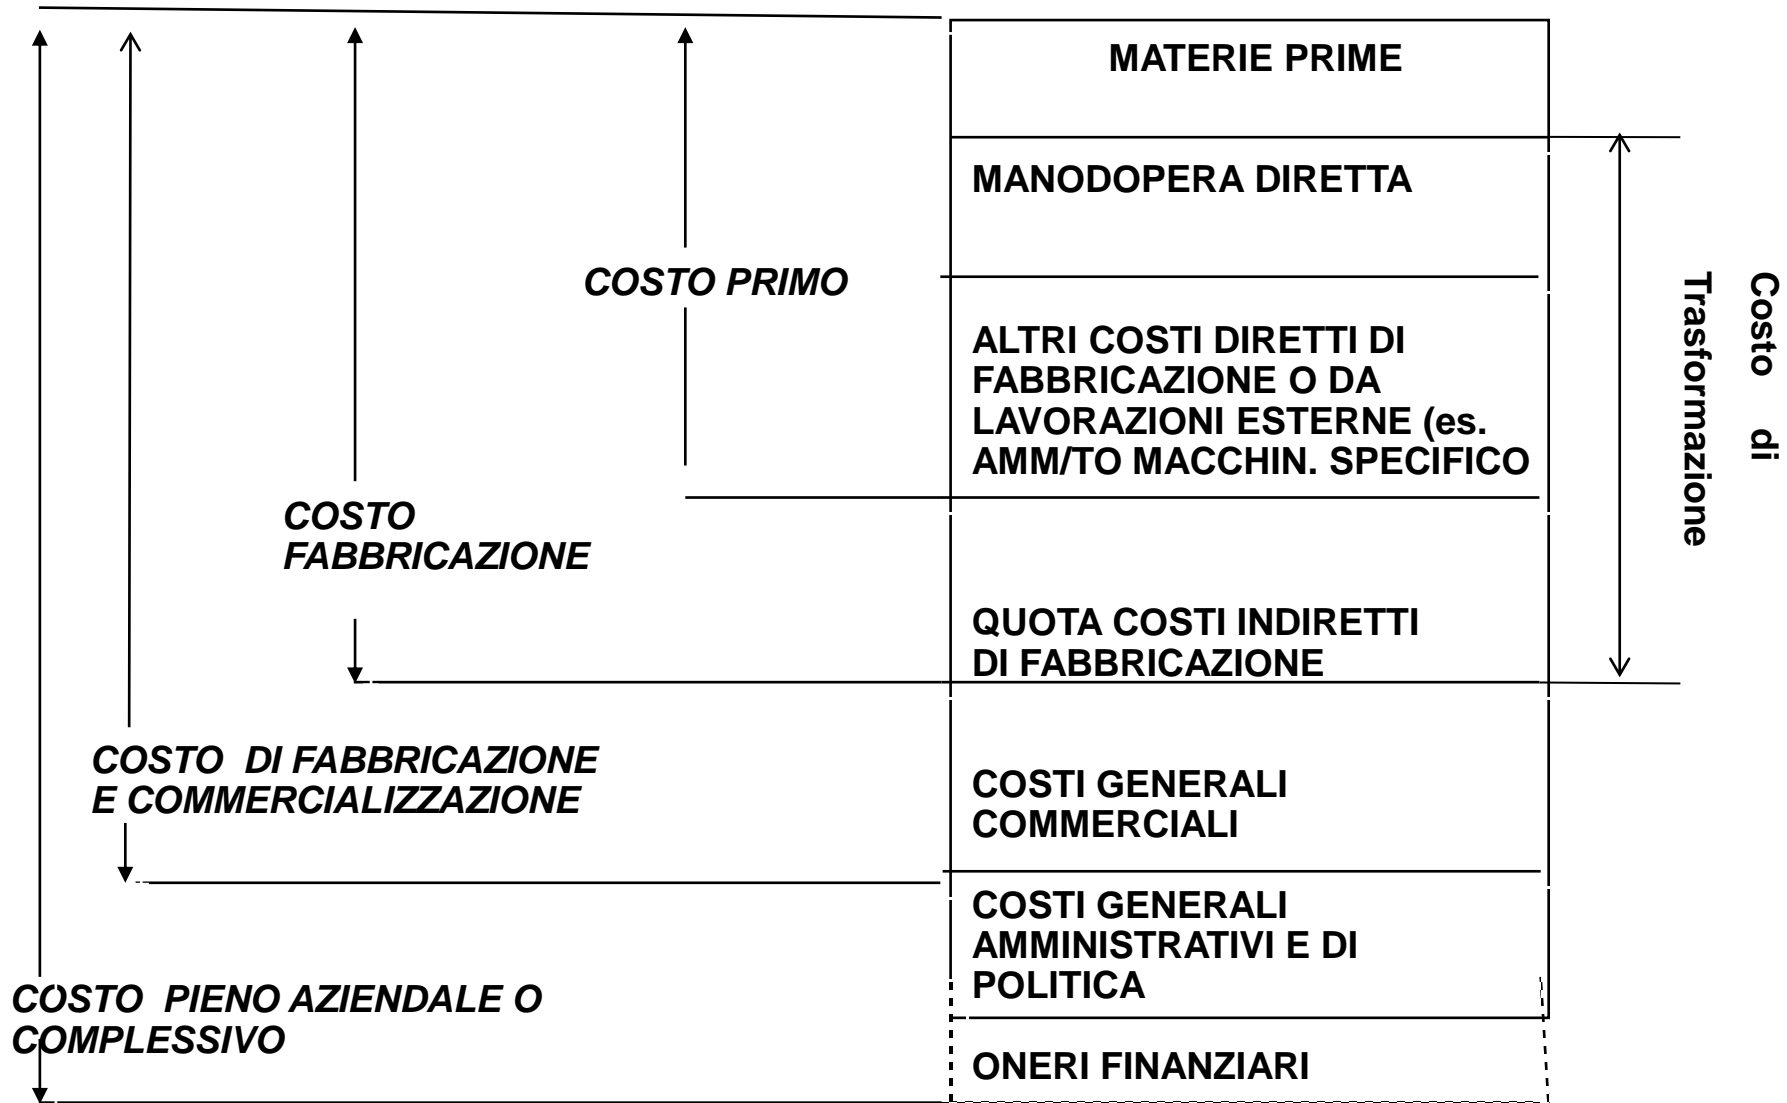 MATERIE PRIME
MANODOPERA DIRETTA
COSTO PRIMO
ALTRI COSTI DIRETTI DI
FABBRICAZIONE O DA
LAVORAZIONI ESTERNE (es.
AMM/TO MACCHIN. SPECIFICO
Costo di
Trasformazione
COSTO
FABBRICAZIONE
QUOTA COSTI INDIRETTI
DI FABBRICAZIONE
COSTO DI FABBRICAZIONE
E COMMERCIALIZZAZIONE
COSTI GENERALI
COMMERCIALI
COSTI GENERALI
AMMINISTRATIVI E DI
POLITICA
COSTO PIENO AZIENDALE O
COMPLESSIVO
ONERI FINANZIARI